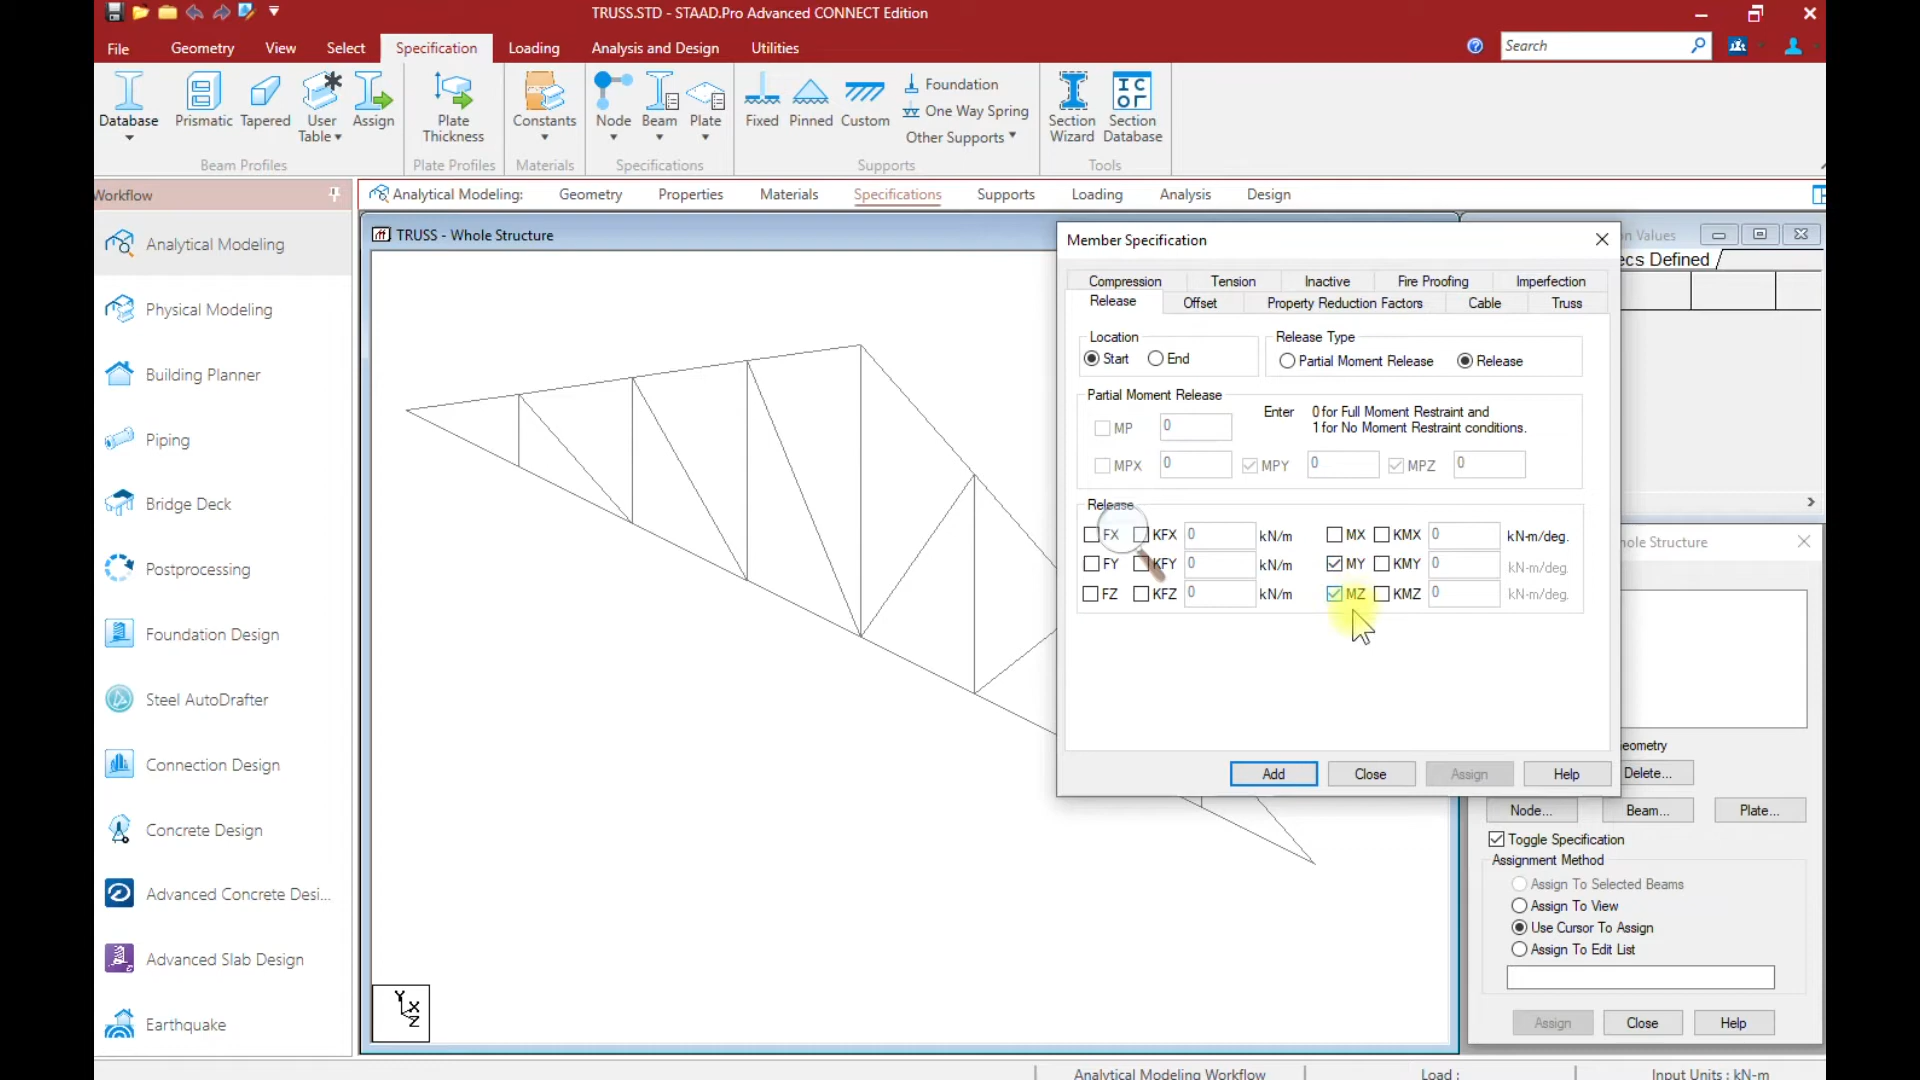 TRUSS.STD - STAAD.Pro Advanced CONNECT Edition
File Geometry View Select Specification Loading Analysis and Design Utilities Search
Database Prismatic Tapered User Table Assign
Beam Profiles
Plate Thickness
Plate Profiles
Constants
Materials
Node Beam Plate
Specifications
Fixed Pinned Custom
Foundation
One Way Spring
Other Supports
Supports
Section Wizard Section Database
Tools
Workflow
Analytical Modeling
Physical Modeling
Building Planner
Piping
Bridge Deck
Postprocessing
Foundation Design
Steel AutoDrafter
Connection Design
Concrete Design
Advanced Concrete Desi...
Advanced Slab Design
Earthquake
Analytical Modeling: Geometry Properties Materials Specifications Supports Loading Analysis Design
TRUSS - Whole Structure
Y
X
Z
Member Specification
Compression Tension Inactive Fire Proofing Imperfection
Release Offset Property Reduction Factors Cable Truss
Location
Start End
Release Type
Partial Moment Release Release
Partial Moment Release
Enter 0 for Full Moment Restraint and
1 for No Moment Restraint conditions.
MP 0
MPX 0 MPY 0 MPZ 0
Release
FX KFX 0 kN/m MX KMX 0 kN-m/deg.
FY KFY 0 kN/m MY KMY 0 kN-m/deg.
FZ KFZ 0 kN/m MZ KMZ 0 kN-m/deg.
Add Close Assign Help
n Values
ecs Defined
hole Structure
eometry
Delete...
Node... Beam... Plate...
Toggle Specification
Assignment Method
Assign To Selected Beams
Assign To View
Use Cursor To Assign
Assign To Edit List
Assign Close Help
Analytical Modeling Workflow Load : Input Units : kN-m